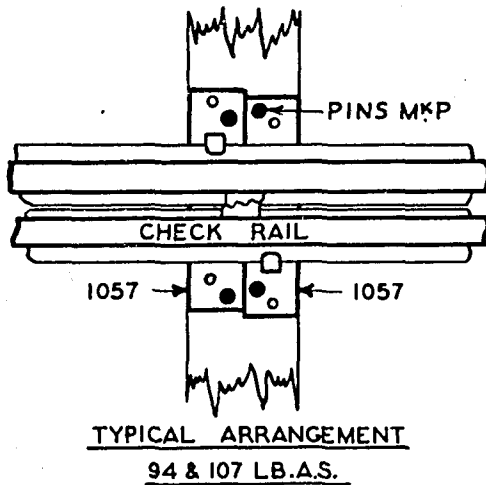 PINS MKP
CHECK RAIL
1057 1057
TYPICAL ARRANGEMENT
94 & 107 LB.A.S.